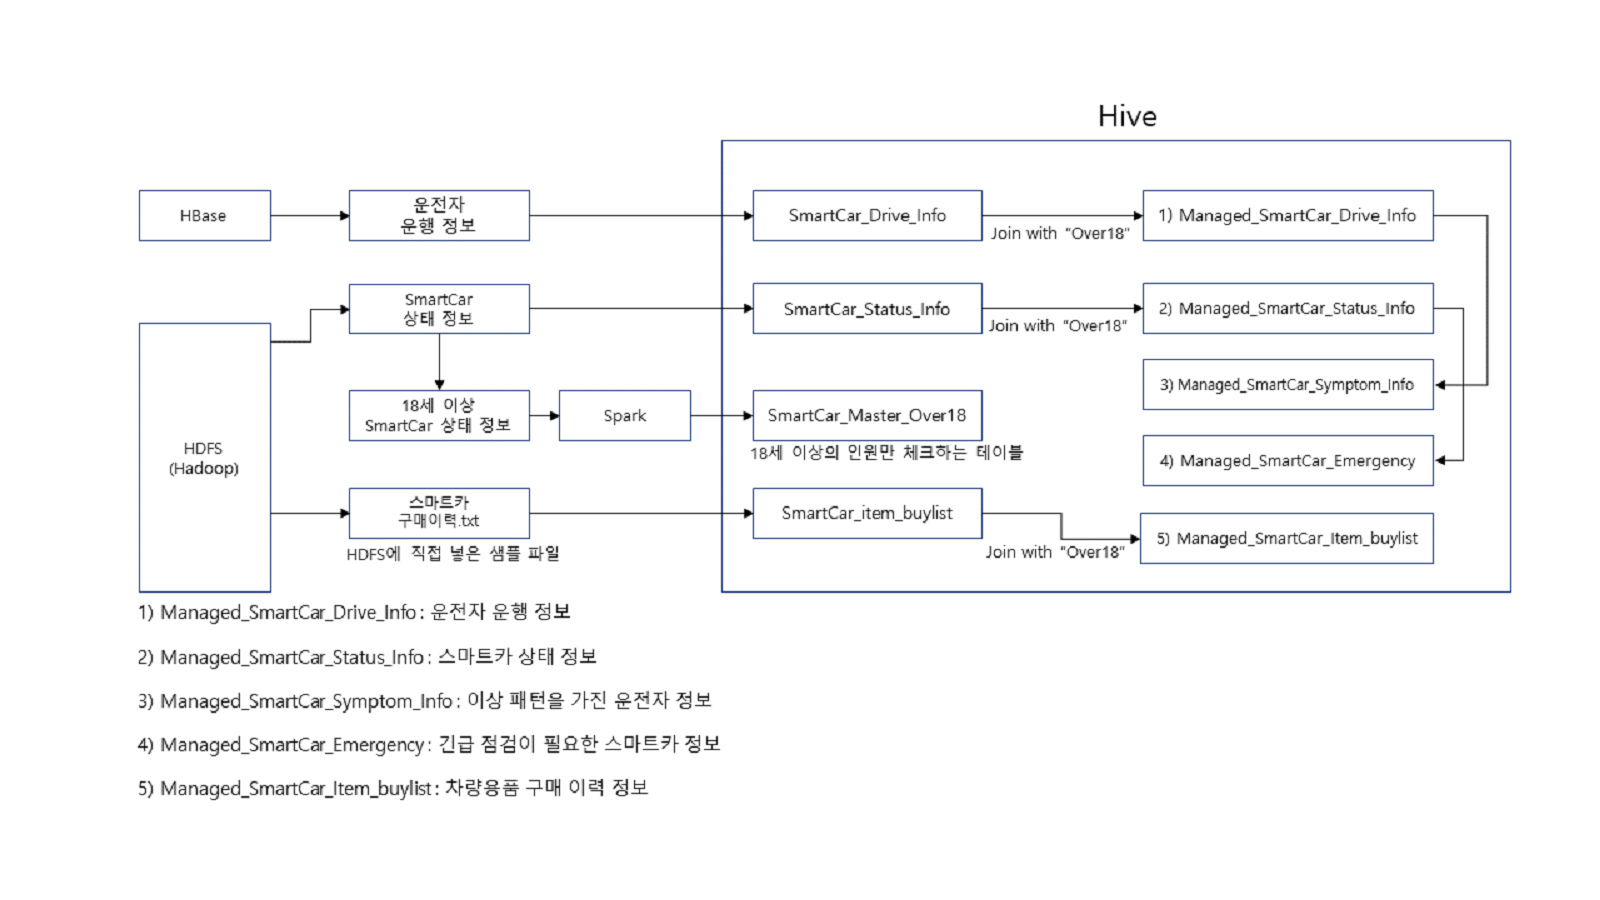 Hive
HBase
운전자
운행 정보
SmartCar_Drive_Info
Join with "Over18"
1) Managed_SmartCar_Drive_Info
SmartCar
상태 정보
SmartCar_Status_Info
Join with "Over18"
2) Managed_SmartCar_Status_Info
3) Managed_SmartCar_Symptom_Info
HDFS
(Hadoop)
18세 이상
SmartCar 상태 정보
Spark
SmartCar_Master_Over18
18세 이상의 인원만 체크하는 테이블
4) Managed_SmartCar_Emergency
스마트카
구매이력.txt
HDFS에 직접 넣은 샘플 파일
SmartCar_item_buylist
Join with "Over18"
5) Managed_SmartCar_Item_buylist
1) Managed_SmartCar_Drive_Info : 운전자 운행 정보
2) Managed_SmartCar_Status_Info : 스마트카 상태 정보
3) Managed_SmartCar_Symptom_Info : 이상 패턴을 가진 운전자 정보
4) Managed_SmartCar_Emergency : 긴급 점검이 필요한 스마트카 정보
5) Managed_SmartCar_Item_buylist : 차량용품 구매 이력 정보